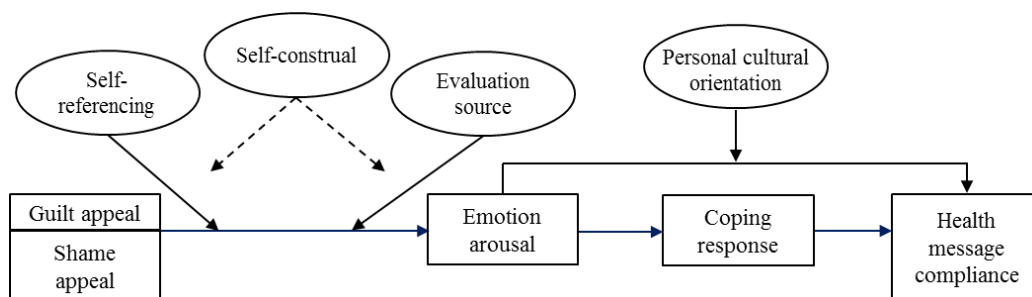 Self-construal
Personal cultural
orientation
Self-
referencing
Evaluation
source
Guilt appeal
Shame
appeal
Emotion
arousal
Coping
response
Health
message
compliance